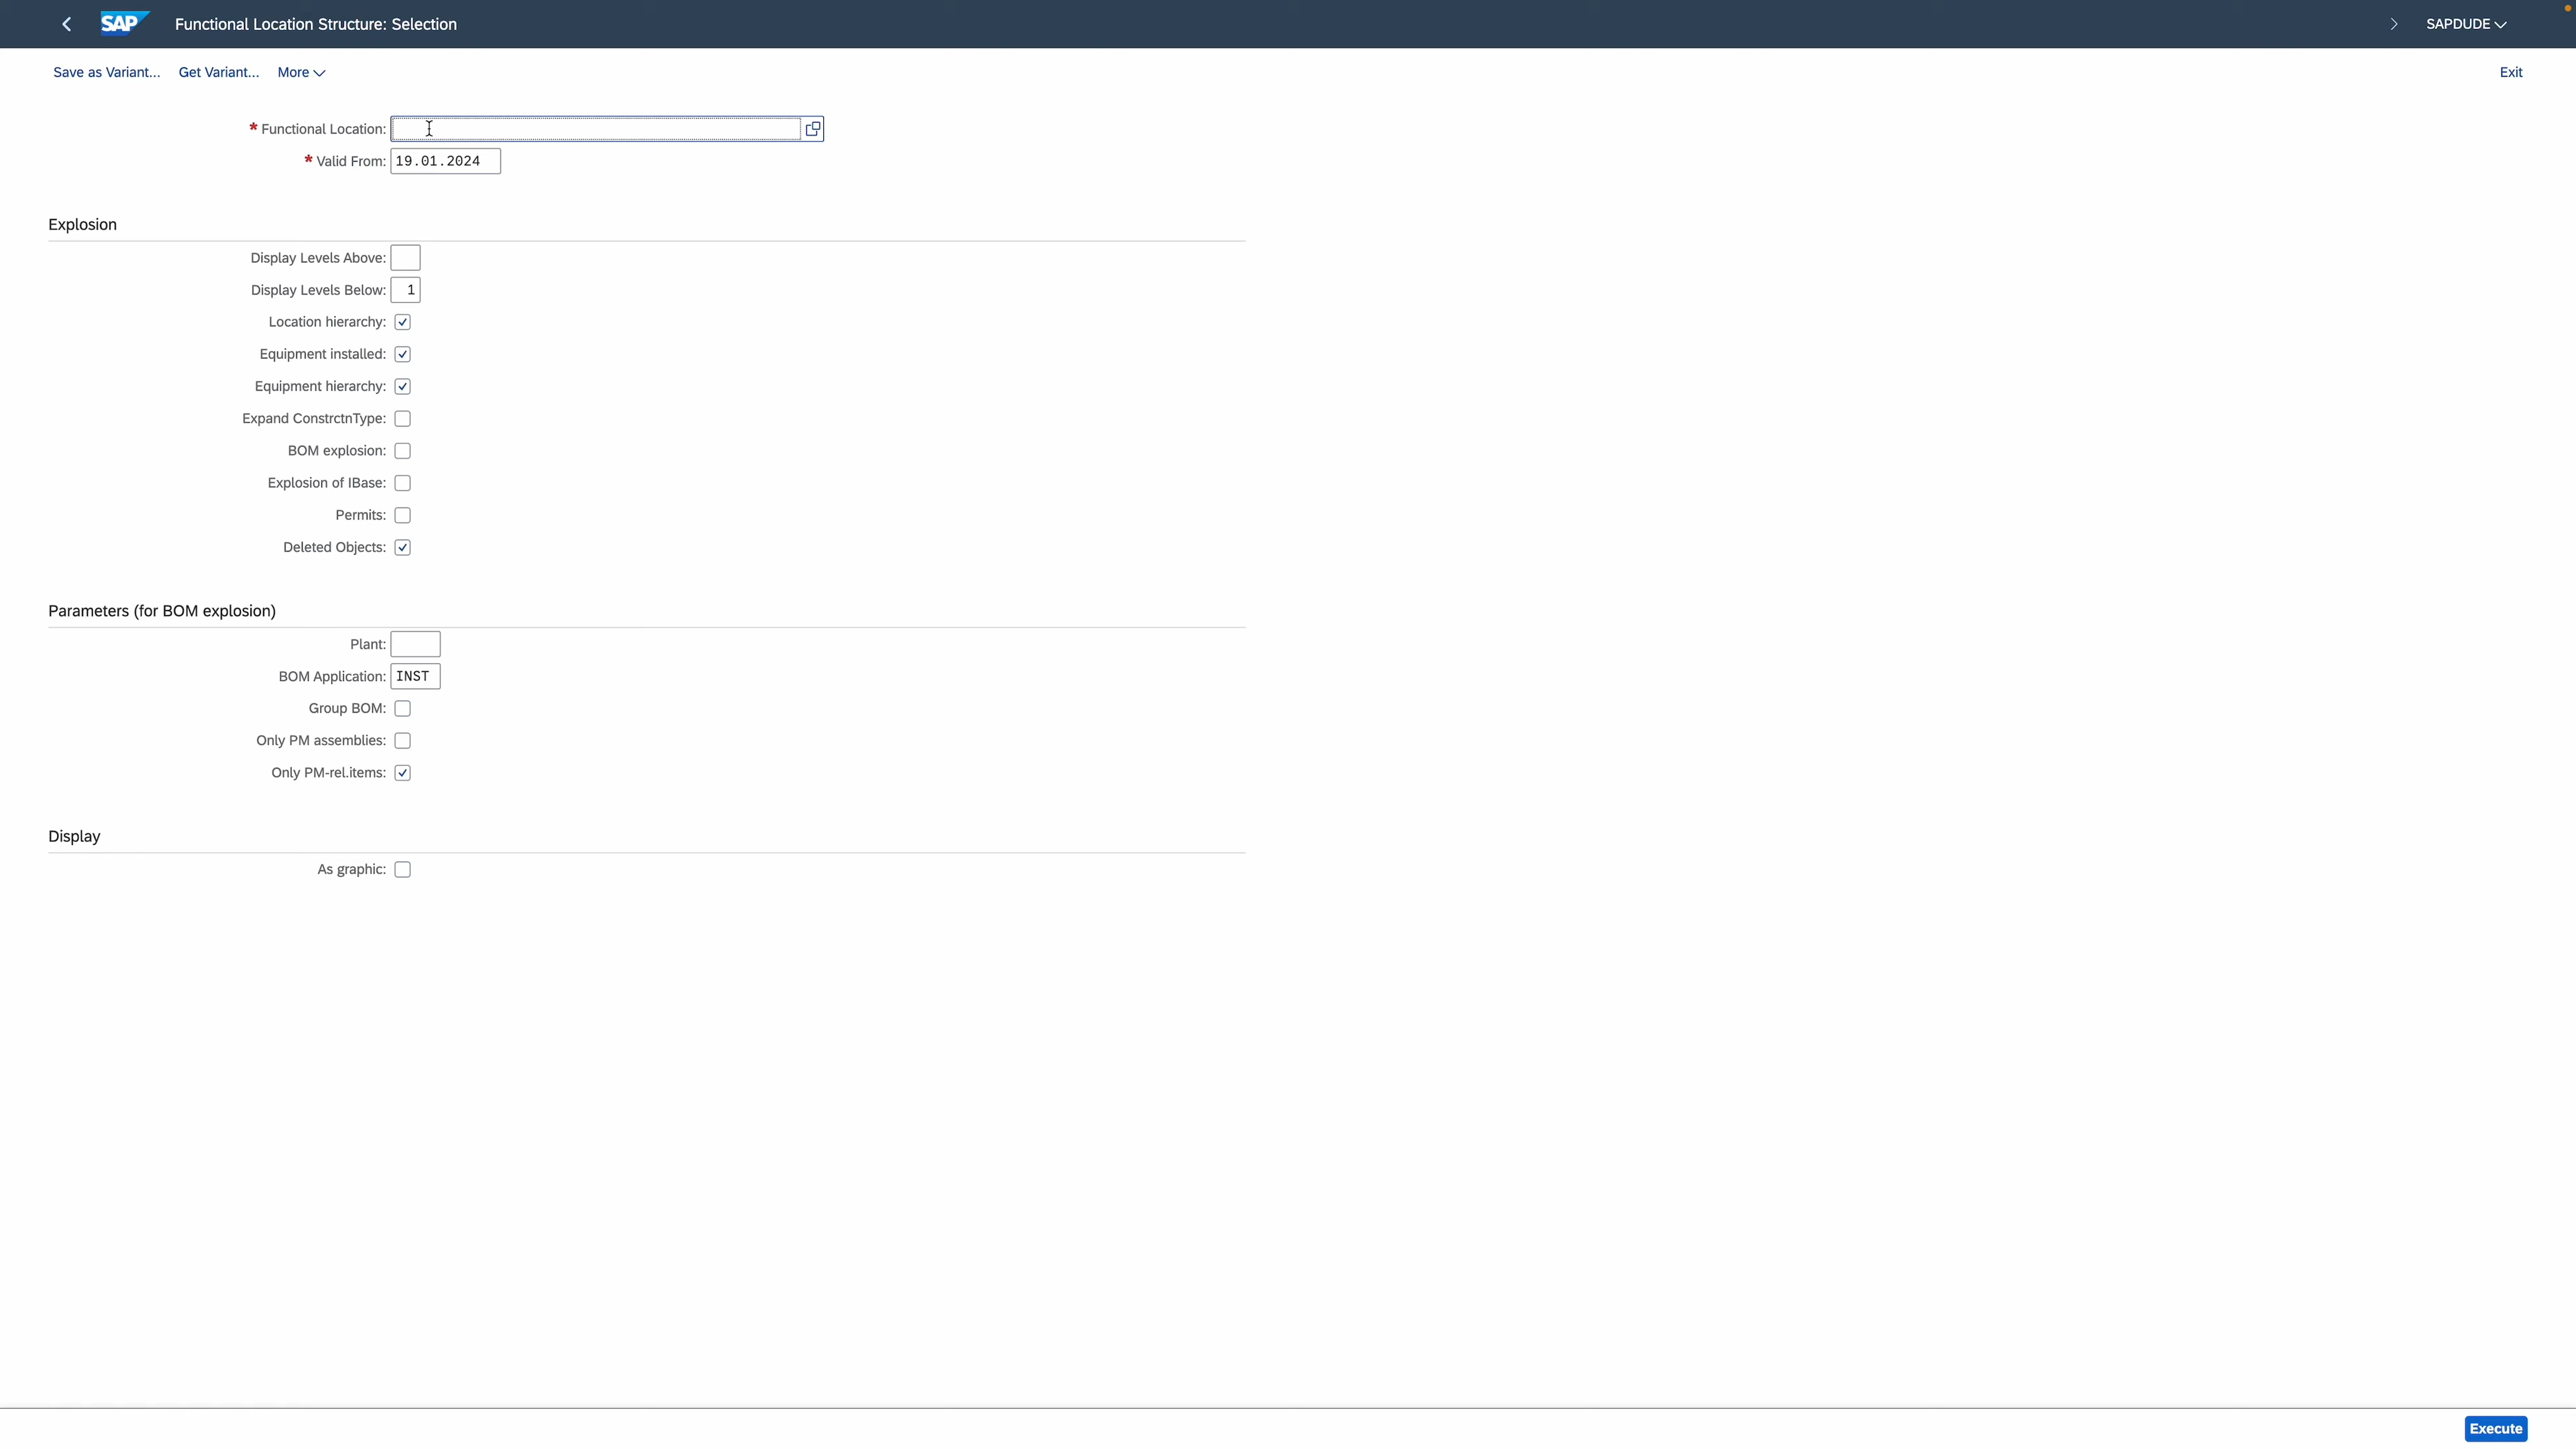 SAP Functional Location Structure: Selection SAPDUDE
Save as Variant... Get Variant... More Exit
* Functional Location:
* Valid From: 19.01.2024
Explosion
Display Levels Above:
Display Levels Below: 1
Location hierarchy:
Equipment installed:
Equipment hierarchy:
Expand ConstrctnType:
BOM explosion:
Explosion of IBase:
Permits:
Deleted Objects:
Parameters (for BOM explosion)
Plant:
BOM Application: INST
Group BOM:
Only PM assemblies:
Only PM-rel.items:
Display
As graphic:
Execute